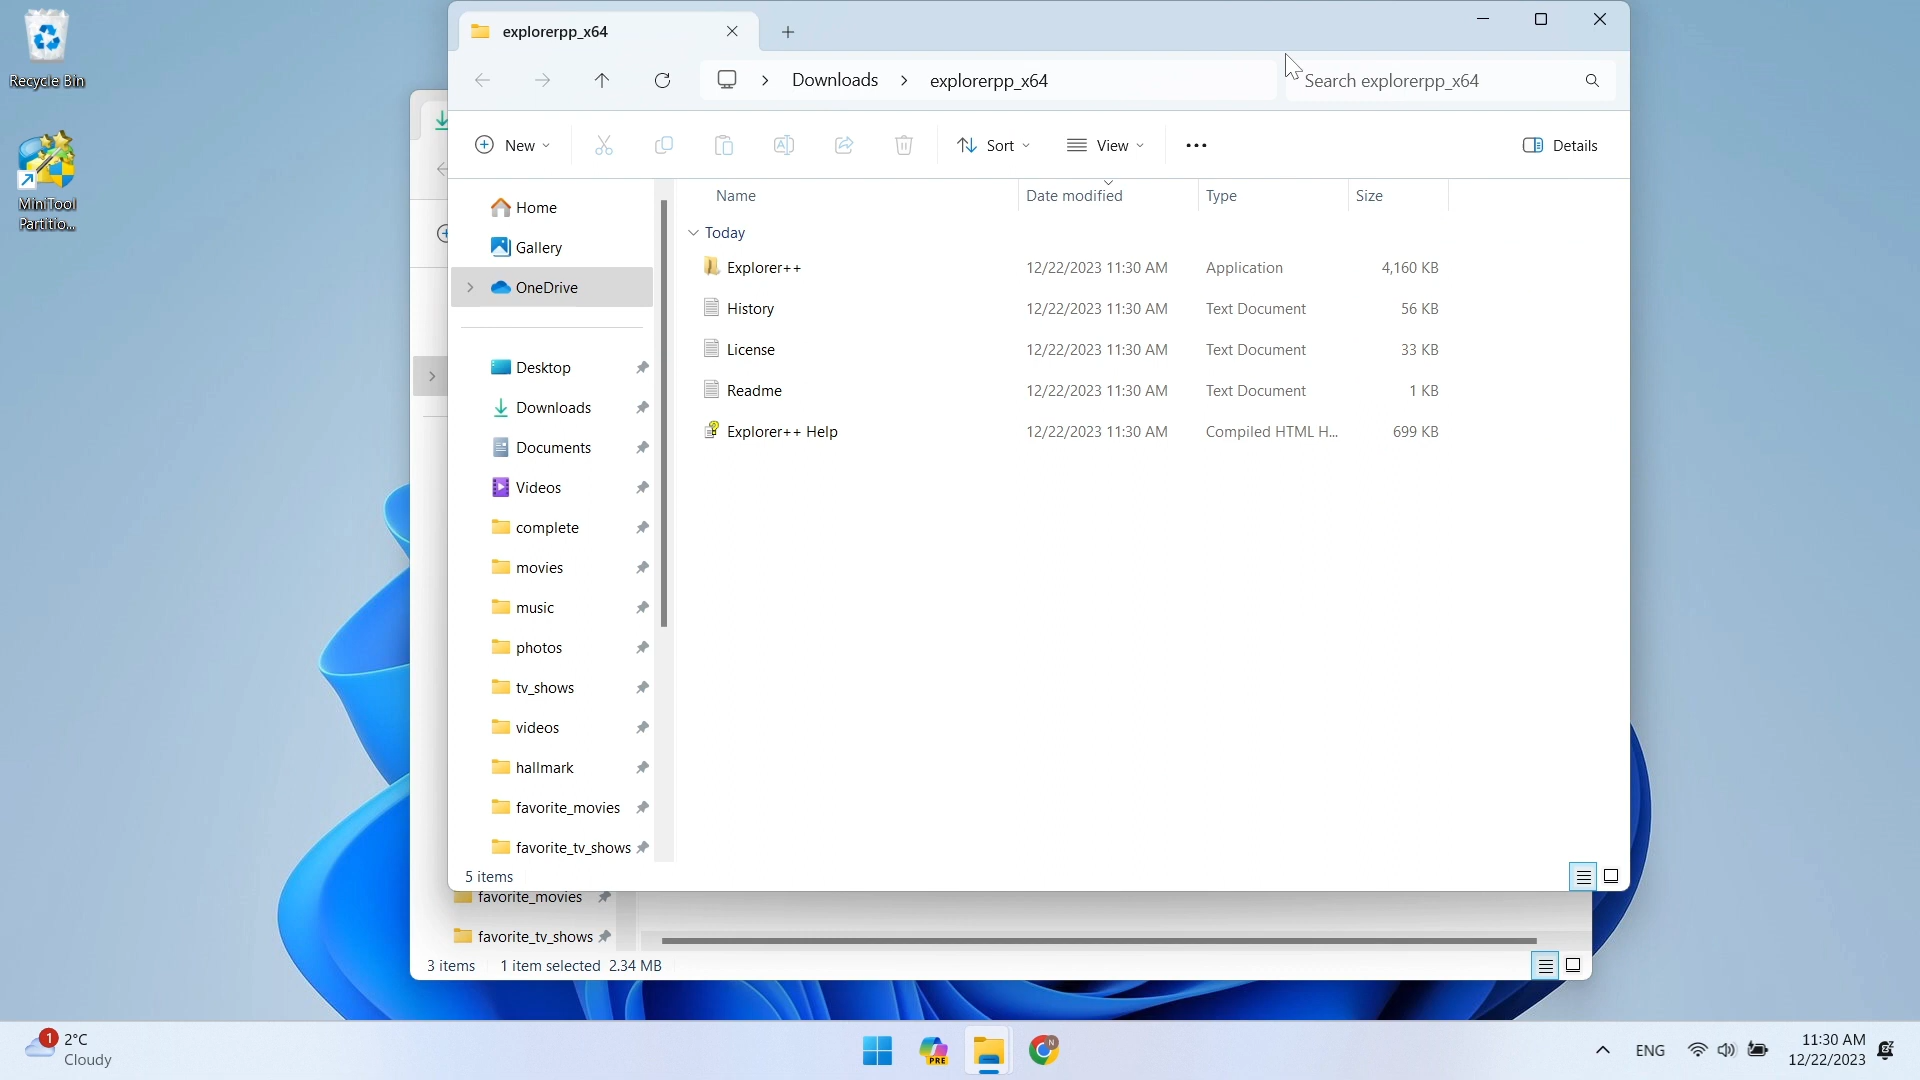 Recycle Bin
MiniTool
Partitio...
explorerpp_x64
Downloads
explorerpp_x64
Search explorerpp_x64
New
Sort
View
Details
Home
Gallery
OneDrive
Desktop
Downloads
Documents
Videos
complete
movies
music
photos
tv_shows
videos
hallmark
favorite_movies
favorite_tv_shows
Name Date modified Type Size
Today
Explorer++ 12/22/2023 11:30 AM Application 4,160 KB
History 12/22/2023 11:30 AM Text Document 56 KB
License 12/22/2023 11:30 AM Text Document 33 KB
Readme 12/22/2023 11:30 AM Text Document 1 KB
Explorer++ Help 12/22/2023 11:30 AM Compiled HTML H... 699 KB
5 items
favorite_movies
favorite_tv_shows
3 items 1 item selected 2.34 MB
1
2°C
Cloudy
PRE
N
ENG
11:30 AM
12/22/2023